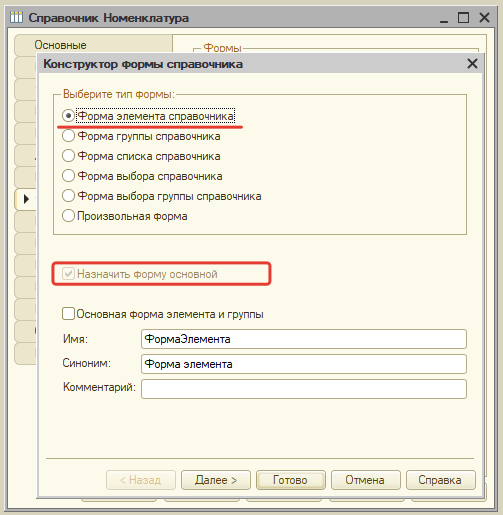 Справочник Номенклатура
Основные
Формы
Конструктор формы справочника
Выберите тип формы:
Форма элемента справочника
Форма группы справочника
Форма списка справочника
Форма выбора справочника
Форма выбора группы справочника
Произвольная форма
Назначить форму основной
Основная форма элемента и группы
Имя: ФормаЭлемента
Синоним: Форма элемента
Комментарий:
< Назад Далее > Готово Отмена Справка